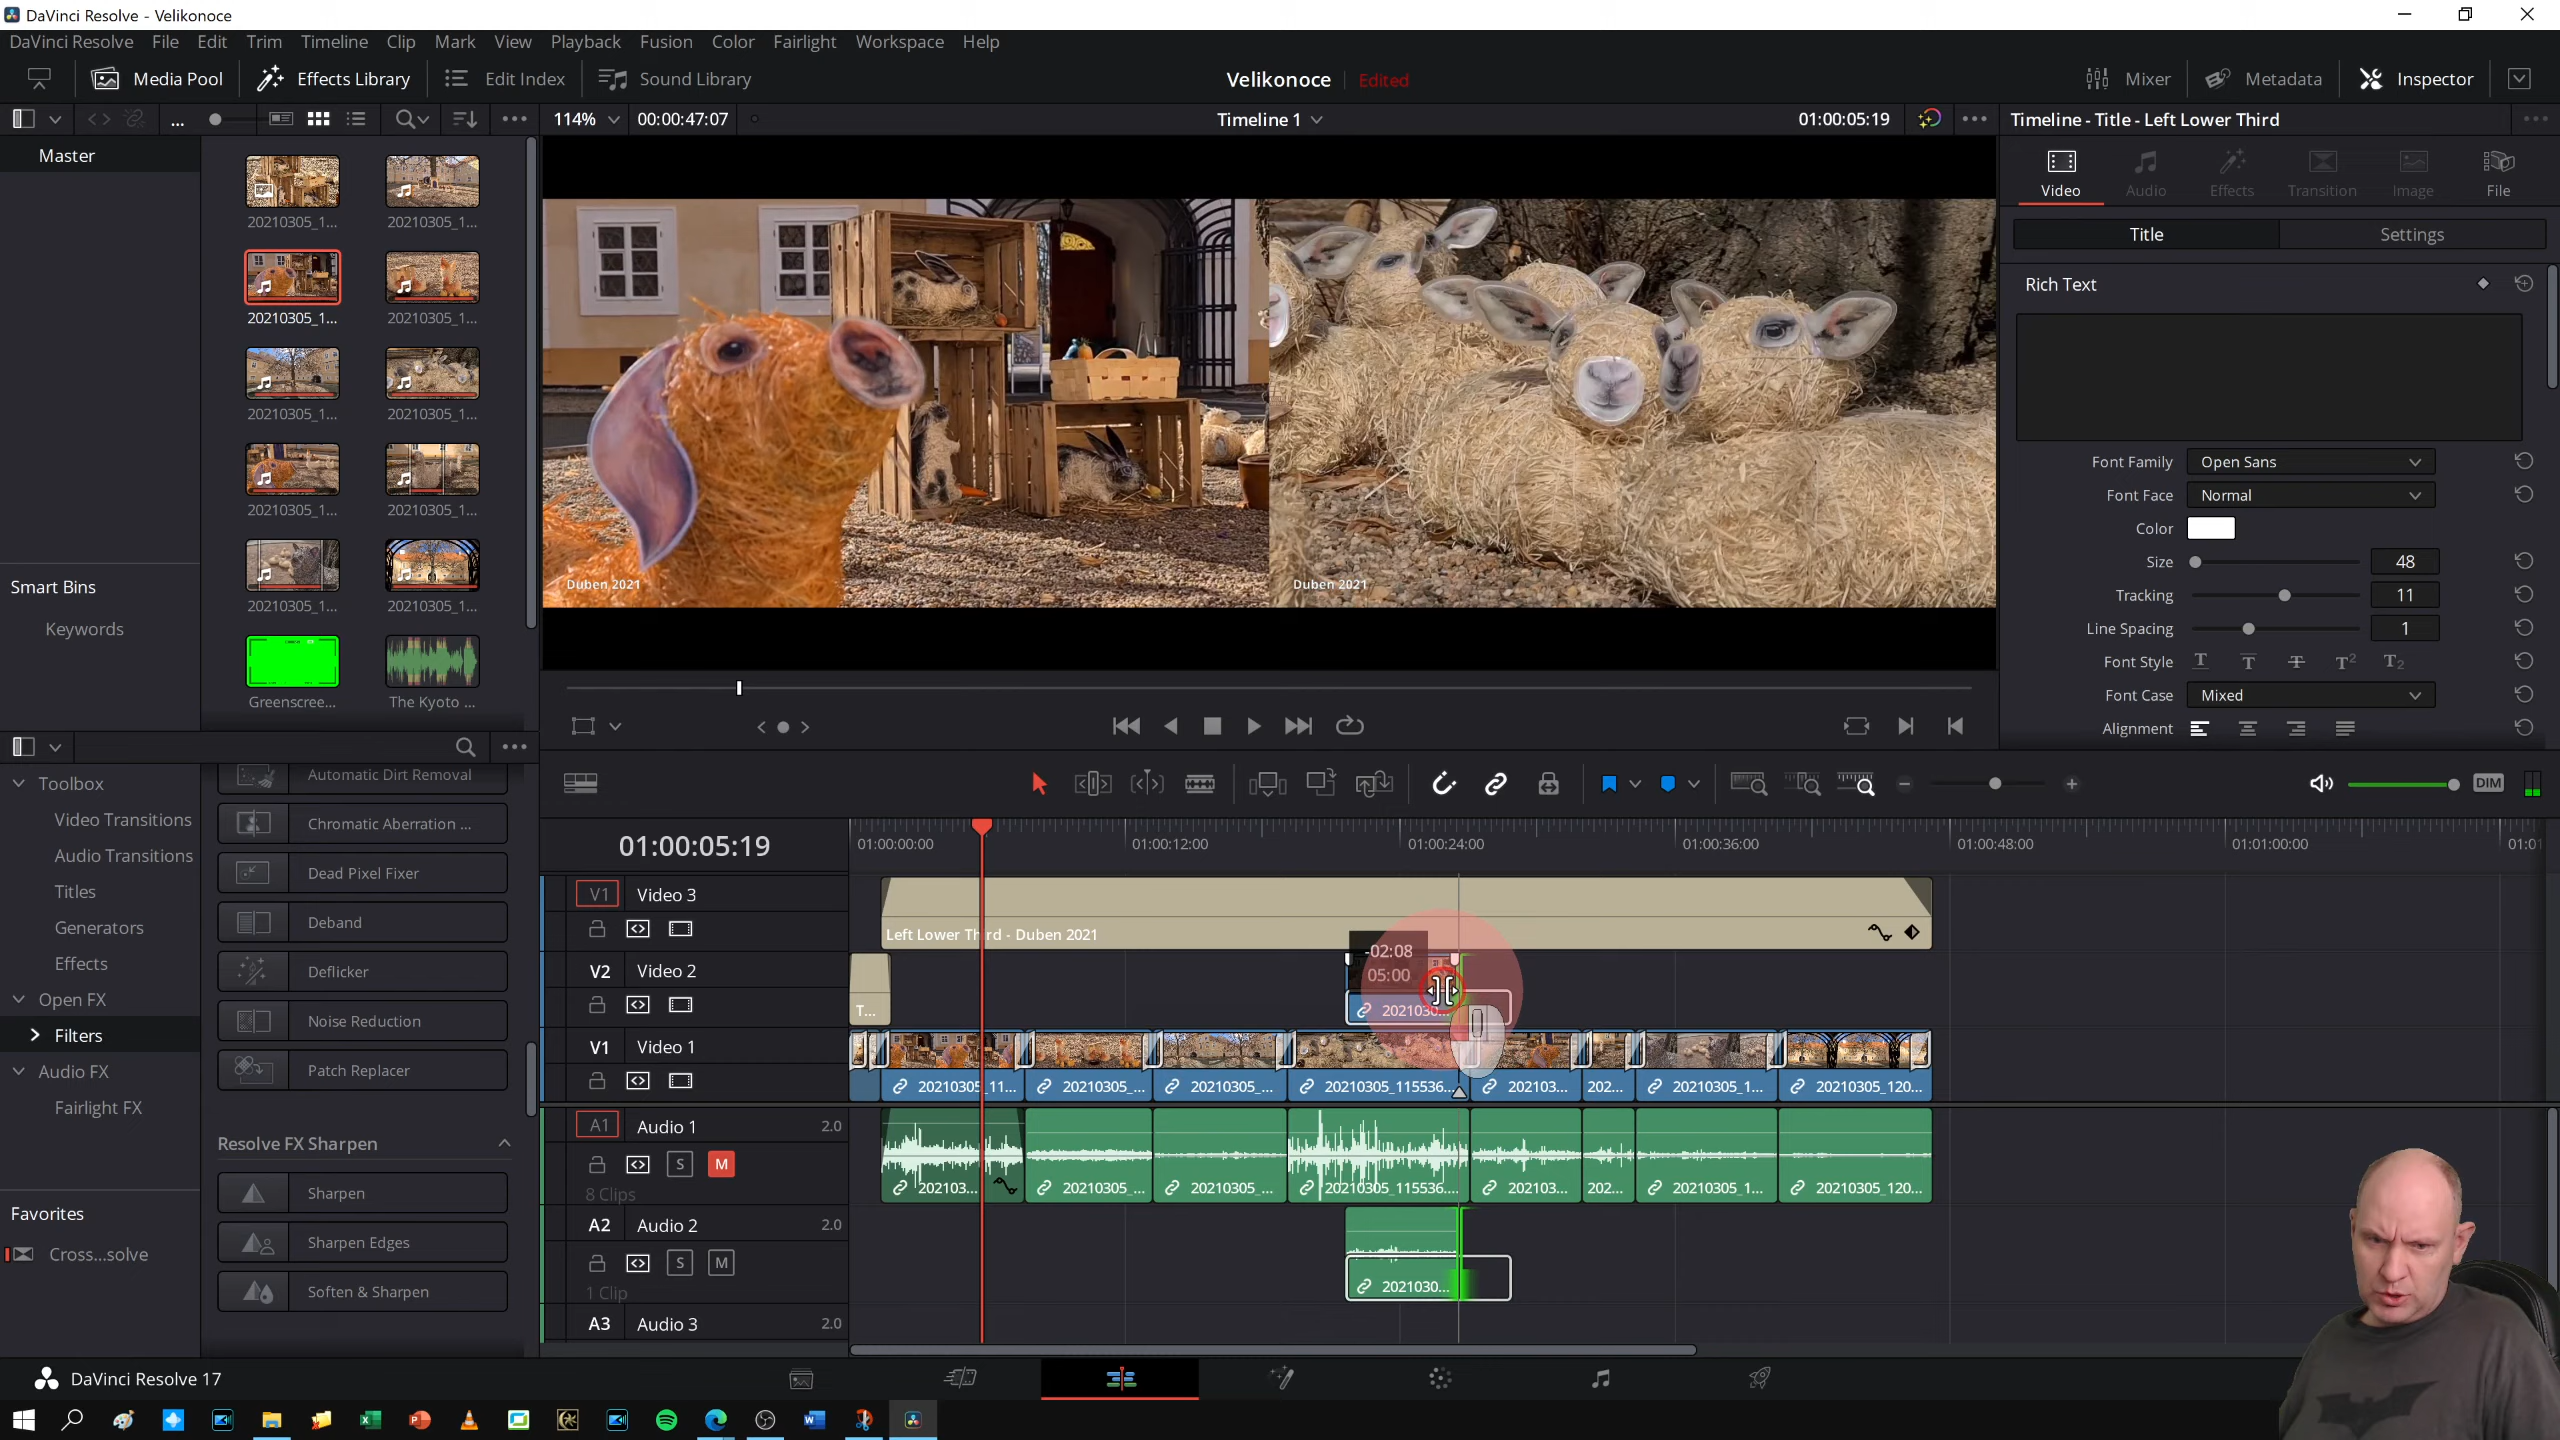 DaVinci Resolve - Velikonoce
DaVinci Resolve File Edit Trim Timeline Clip Mark View Playback Fusion Color Fairlight Workspace Help
Media Pool Effects Library Edit Index Sound Library Velikonoce Edited Mixer Metadata Inspector
... 114% 00:00:47:07 Timeline 1 01:00:05:19 Timeline - Title - Left Lower Third
Master
Video Audio Effects Transition Image File
20210305_1... 20210305_1...
Title Settings
Rich Text
20210305_1... 20210305_1...
20210305_1... 20210305_1...
Font Family Open Sans
Font Face Normal
20210305_1... 20210305_1...
Color
Size 48
Smart Bins
Duben 2021 Duben 2021
Tracking 11
20210305_1... 20210305_1...
Keywords
Line Spacing 1
Font Style T T T T² T₂
Font Case Mixed
Greenscree... The Kyoto ...
Alignment
Toolbox
Automatic Dirt Removal
DIM
Video Transitions
Chromatic Aberration ...
01:00:05:19
01:00:00:00 01:00:12:00 01:00:24:00 01:00:36:00 01:00:48:00 01:01:00:00 01:01
Audio Transitions
Dead Pixel Fixer
Titles
V1 Video 3
Deband
Generators
Left Lower Third - Duben 2021
-02:08
Effects
Deflicker
V2 Video 2
05:00
Open FX
T... 2021030...
Noise Reduction
Filters
V1 Video 1
Patch Replacer
Audio FX
20210305_11... 20210305_... 20210305_... 20210305_115536... 202103... 202... 20210305_1... 20210305_120...
Fairlight FX
A1 Audio 1 2.0
Resolve FX Sharpen
S M
Sharpen
8 Clips
202103... 20210305_... 20210305_... 20210305_115536... 202103... 202... 20210305_1... 20210305_120...
Favorites
A2 Audio 2 2.0
Sharpen Edges
Cross...solve
S M
Soften & Sharpen
1 Clip
2021030...
A3 Audio 3 2.0
DaVinci Resolve 17